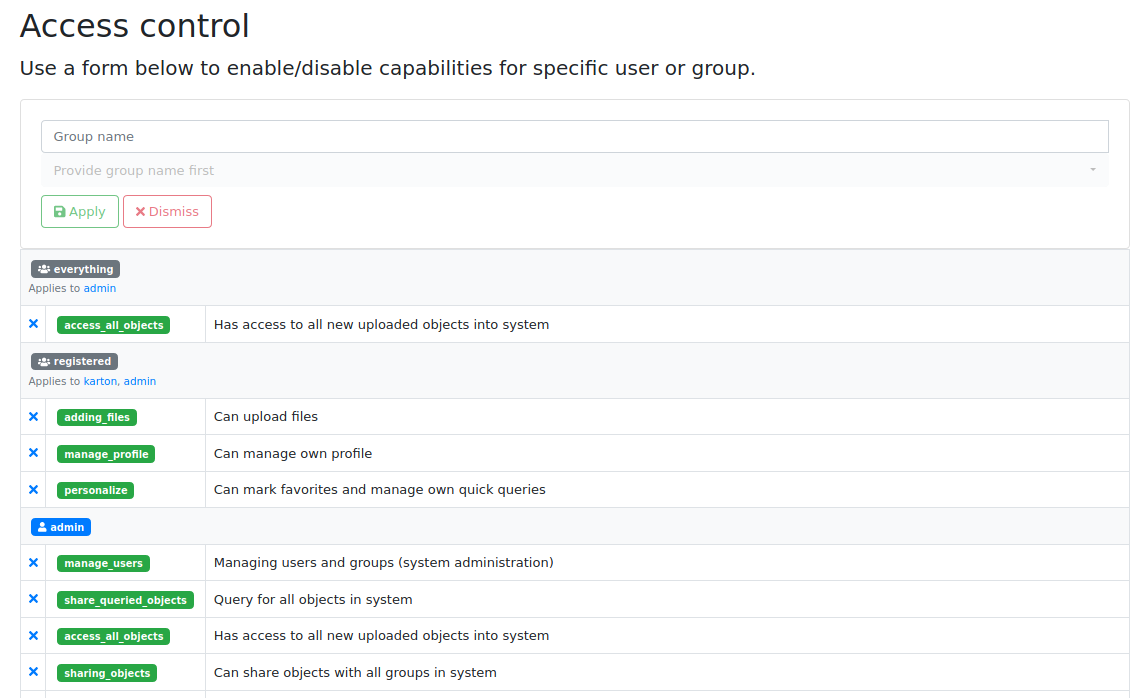 Access control
Use a form below to enable/disable capabilities for specific user or group.
Group name
Provide group name first
Apply Dismiss
everything
Applies to admin
access_all_objects Has access to all new uploaded objects into system
registered
Applies to karton, admin
adding_files Can upload files
manage_profile Can manage own profile
personalize Can mark favorites and manage own quick queries
admin
manage_users Managing users and groups (system administration)
share_queried_objects Query for all objects in system
access_all_objects Has access to all new uploaded objects into system
sharing_objects Can share objects with all groups in system